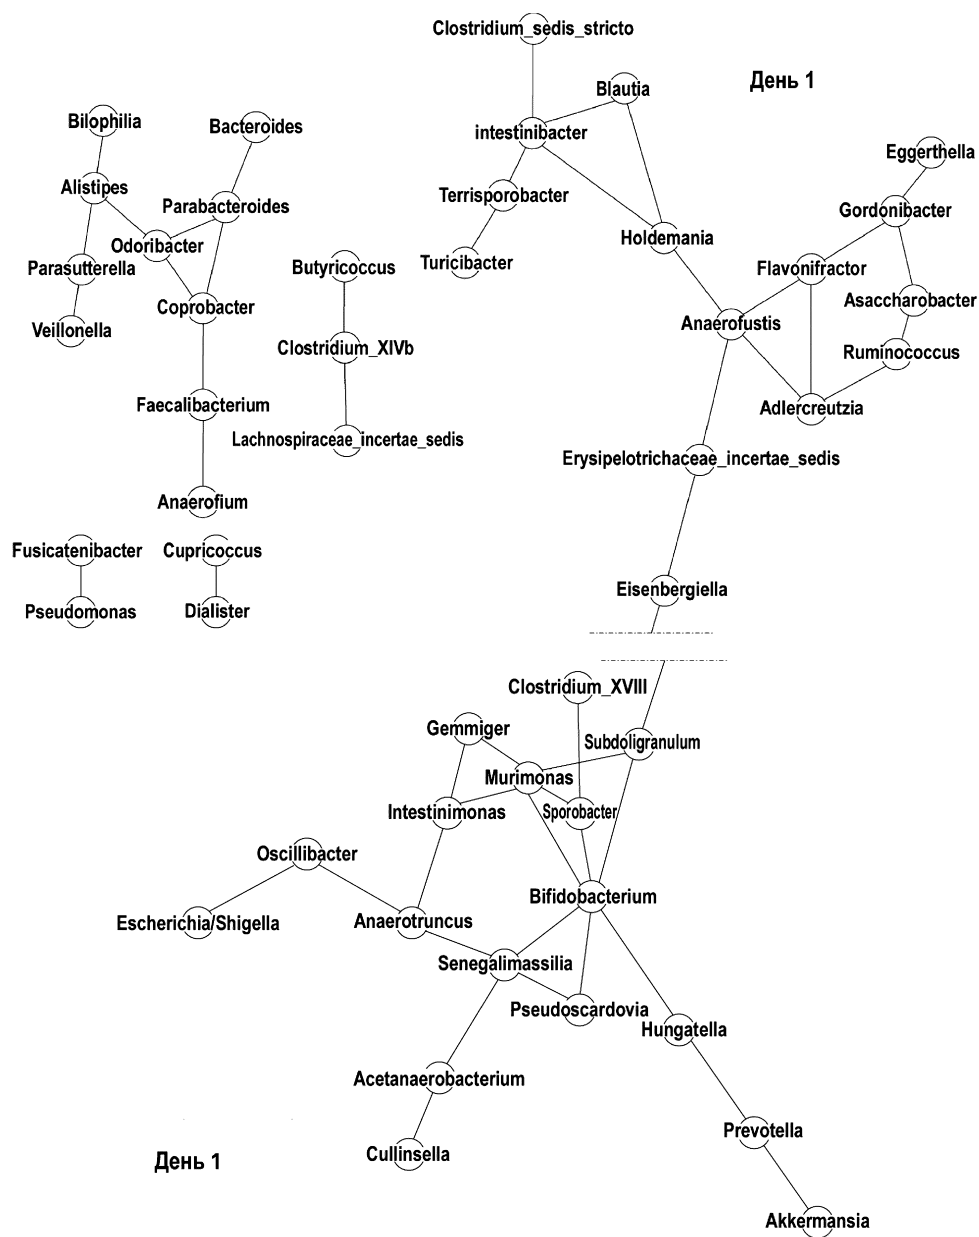 Clostridium_sedis_stricto
День 1
Blautia
Bilophilia
Bacteroides
intestinibacter
Eggerthella
Alistipes
Terrisporobacter
Parabacteroides
Gordonibacter
Odoribacter
Holdemania
Turicibacter
Parasutterella
Butyricoccus
Flavonifractor
Asaccharobacter
Coprobacter
Anaerofustis
Veillonella
Clostridium_XIVb
Ruminococcus
Faecalibacterium
Adlercreutzia
Lachnospiraceae_incertae_sedis
Erysipelotrichaceae_incertae_sedis
Anaerofium
Fusicatenibacter
Cupricoccus
Eisenbergiella
Pseudomonas
Dialister
Clostridium_XVIII
Gemmiger
Subdoligranulum
Murimonas
Intestinimonas
Sporobacter
Oscillibacter
Bifidobacterium
Escherichia/Shigella
Anaerotruncus
Senegalimassilia
Pseudoscardovia
Hungatella
Acetanaerobacterium
Prevotella
Cullinsella
День 1
Akkermansia